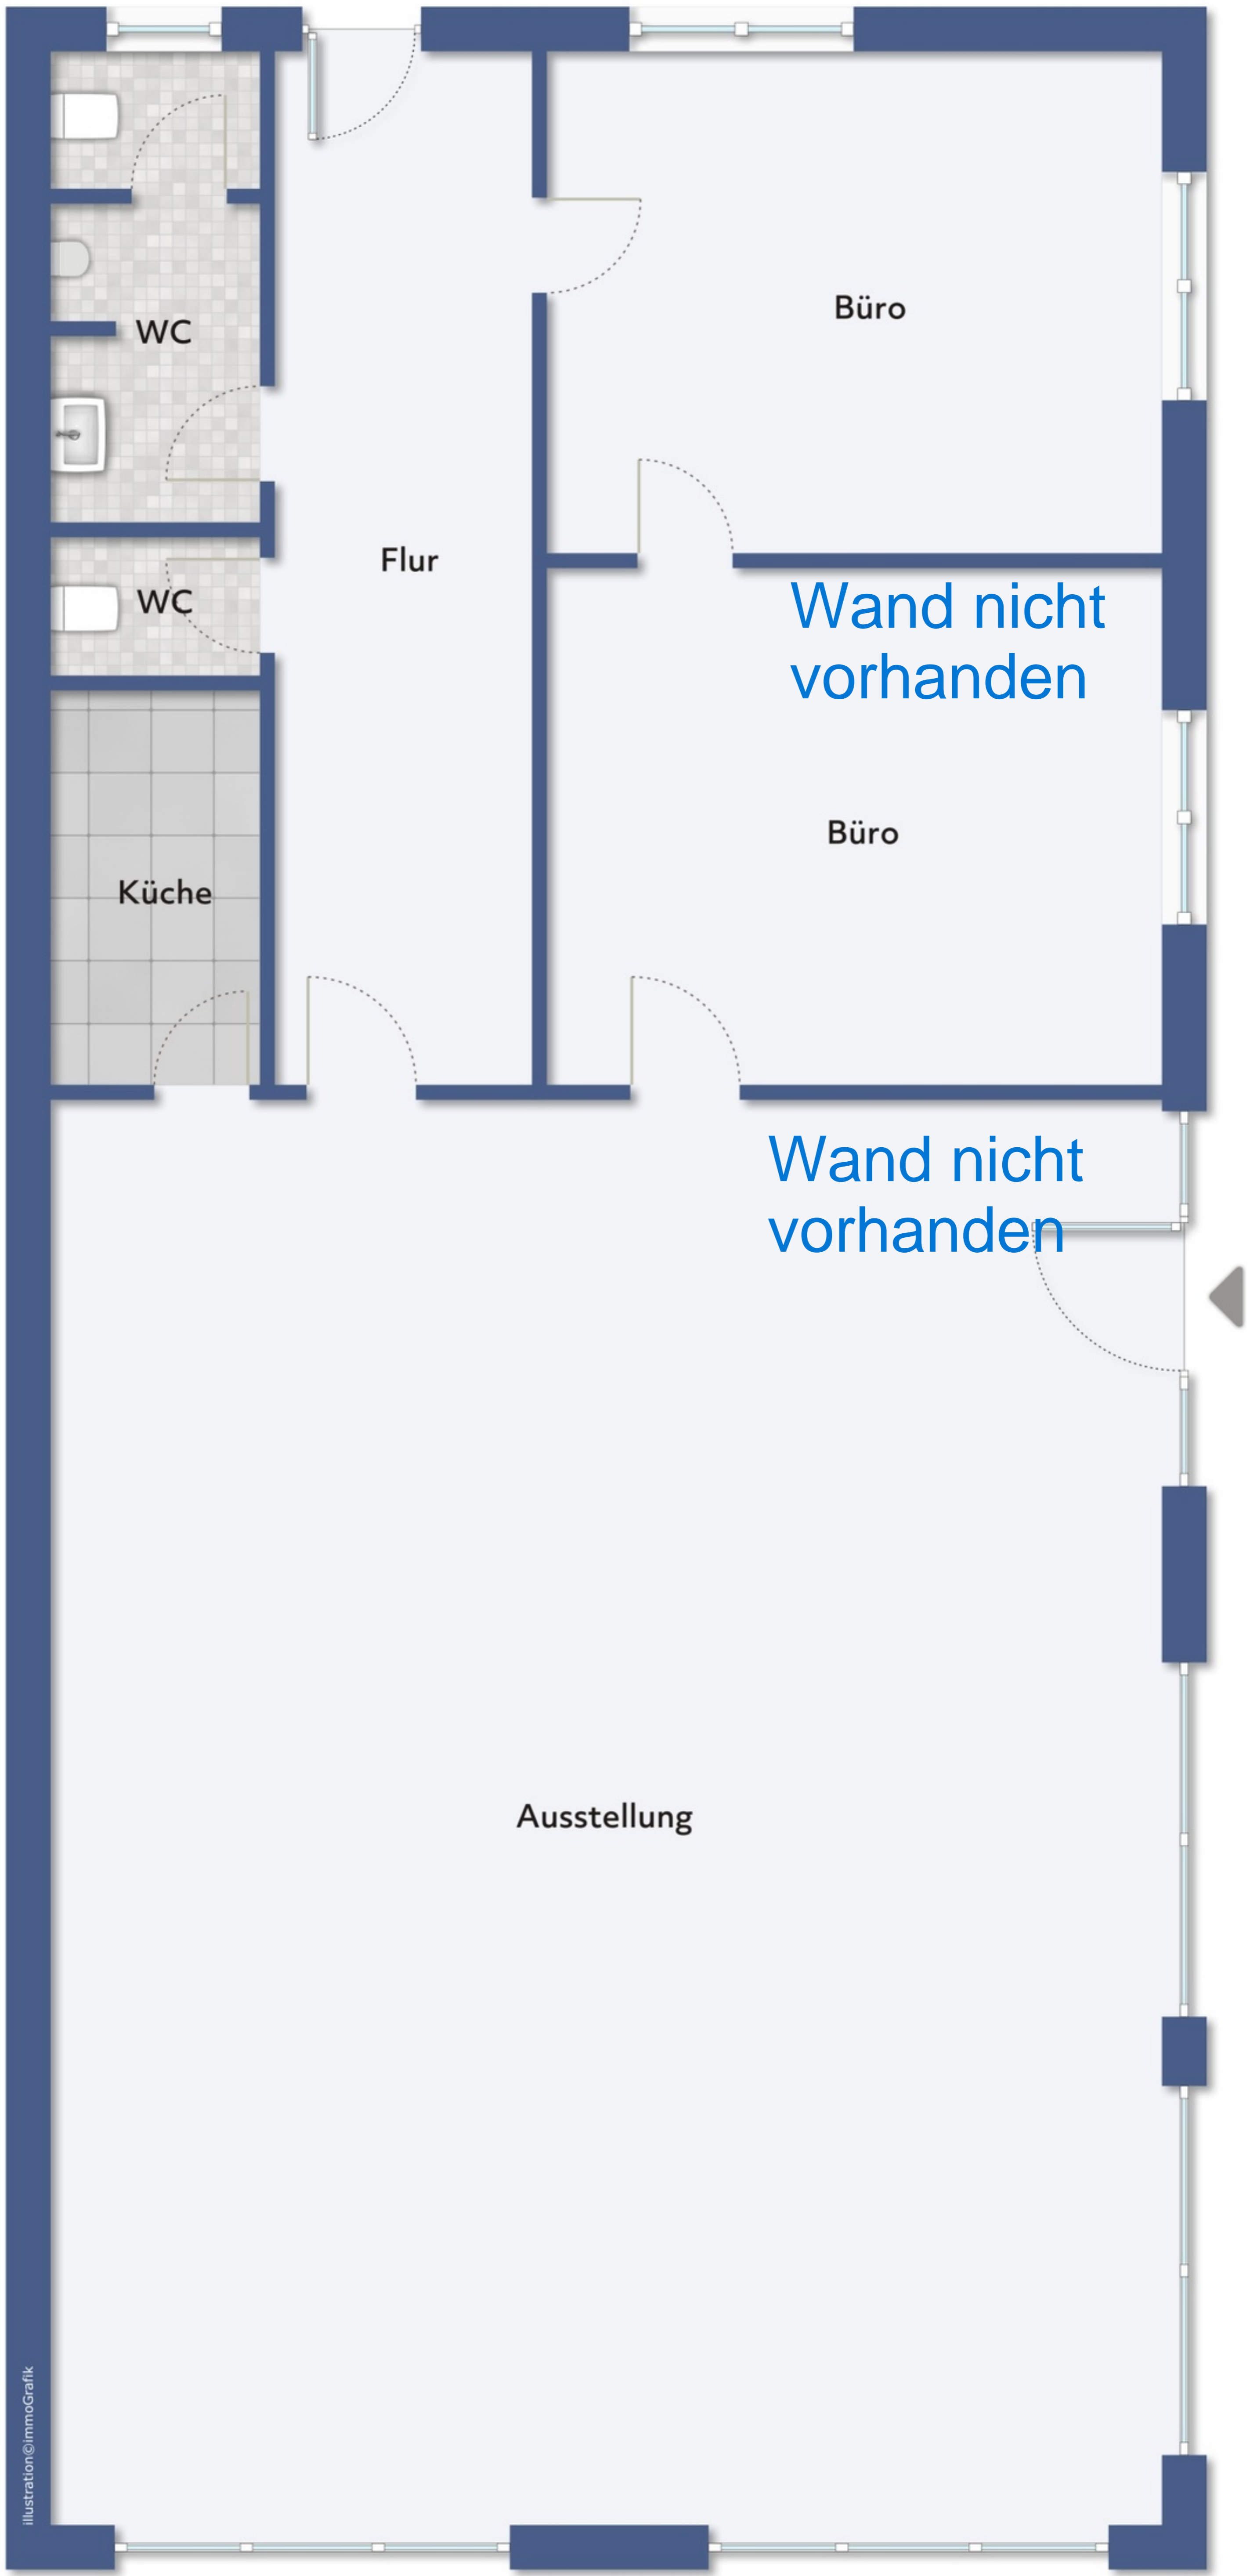 Büro
WC
Flur
Wand nicht
vorhanden
WC
Büro
Küche
Wand nicht
vorhanden
Ausstellung
illustration©immoGrafik